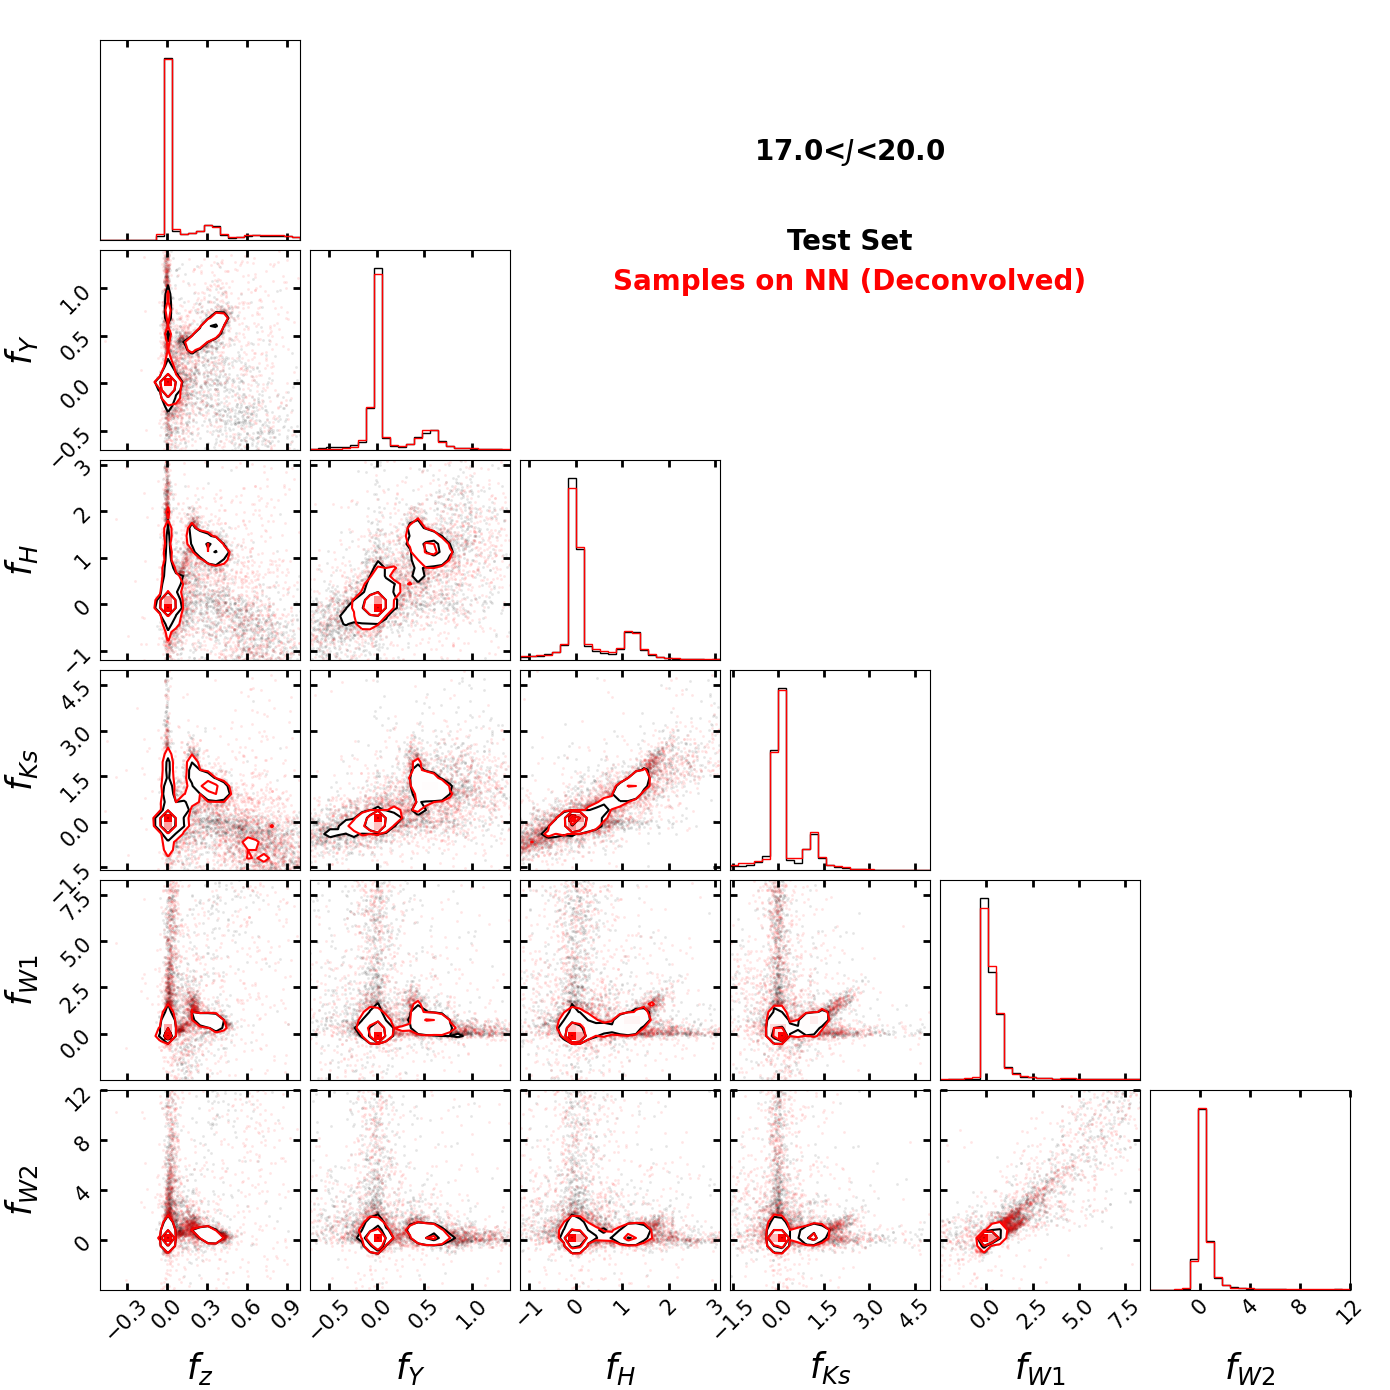 17.0<J<20.0
Test Set
Samples on NN (Deconvolved)
f_Y
1.0
0.5
0.0
−0.5
f_H
3
2
1
0
−1
f_Ks
4.5
3.0
1.5
0.0
−1.5
f_W1
7.5
5.0
2.5
0.0
f_W2
12
8
4
0
−0.3 0.0 0.3 0.6 0.9 −0.5 0.0 0.5 1.0 −1 0 1 2 3 −1.5 0.0 1.5 3.0 4.5 0.0 2.5 5.0 7.5 0 4 8 12
f_z f_Y f_H f_Ks f_W1 f_W2